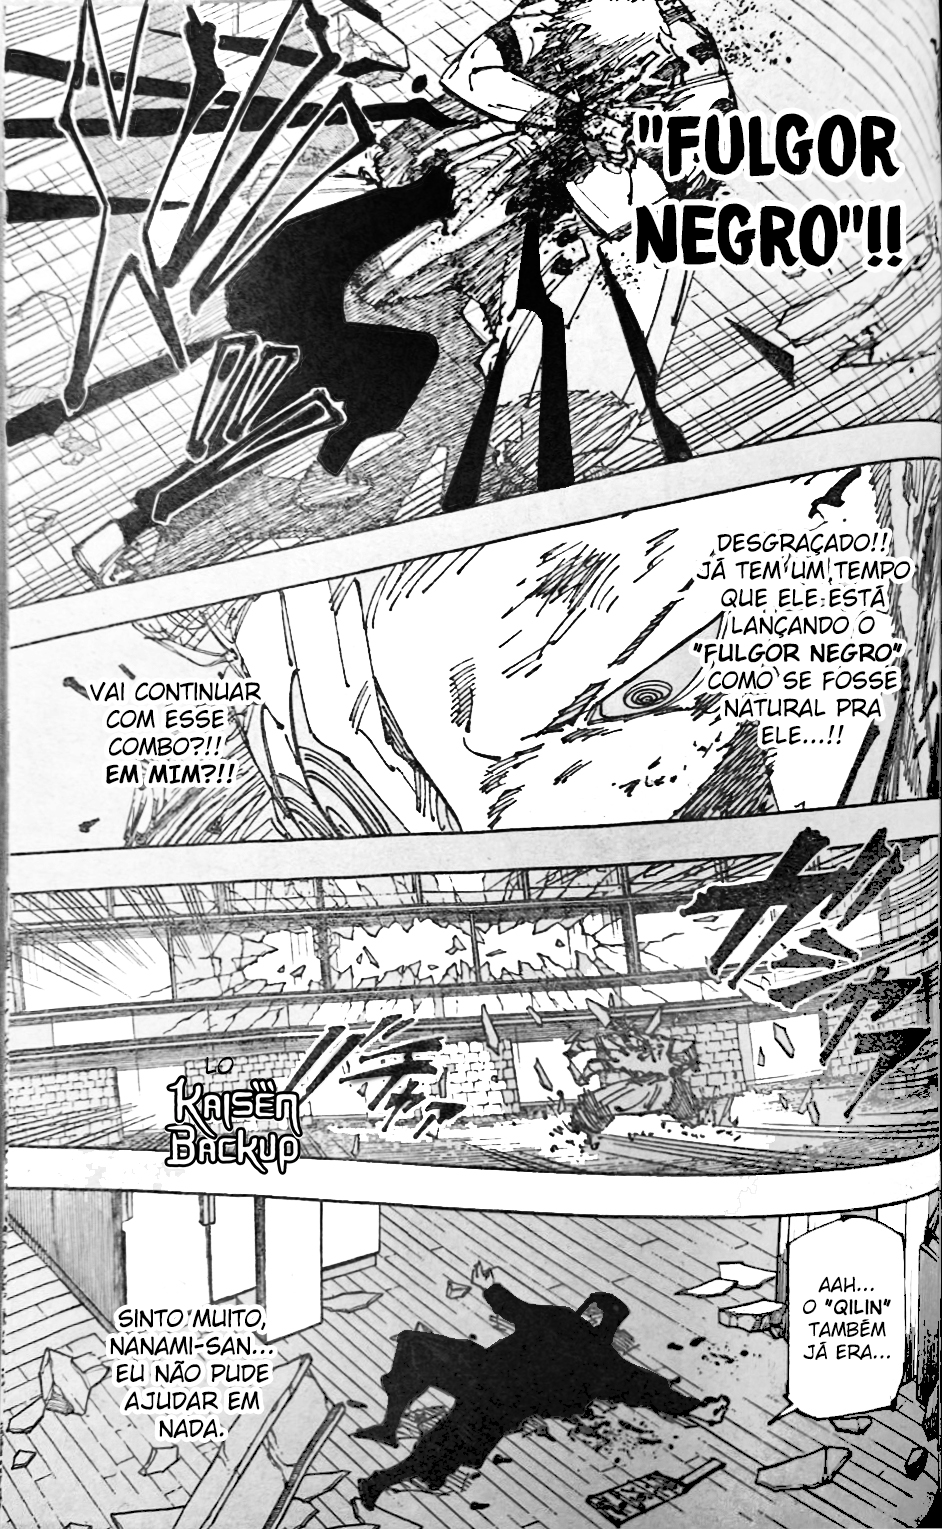 "FULGOR
NEGRO"!!
DESGRAÇADO!!
JÁ TEM UM TEMPO
QUE ELE ESTÁ
LANÇANDO O
"FULGOR NEGRO"
COMO SE FOSSE
NATURAL PRA
ELE...!!
VAI CONTINUAR
COM ESSE
COMBO?!!
EM MIM?!!
LO
KAISEN
BACKUP
AAH...
O "QILIN"
TAMBÉM
JÁ ERA...
SINTO MUITO,
NANAMI-SAN...
EU NÃO PUDE
AJUDAR EM
NADA.